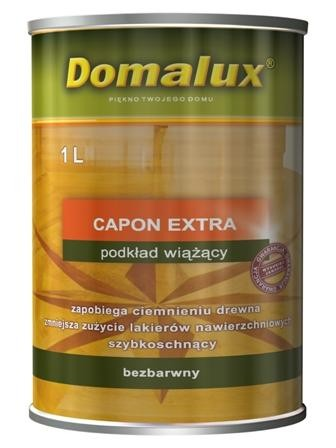 Domalux®
PIĘKNO TWOJEGO DOMU
1 L
CAPON EXTRA
podkład wiążący
zapobiega ciemnieniu drewna
zmniejsza zużycie lakierów nawierzchniowych
szybkoschnący
bezbarwny